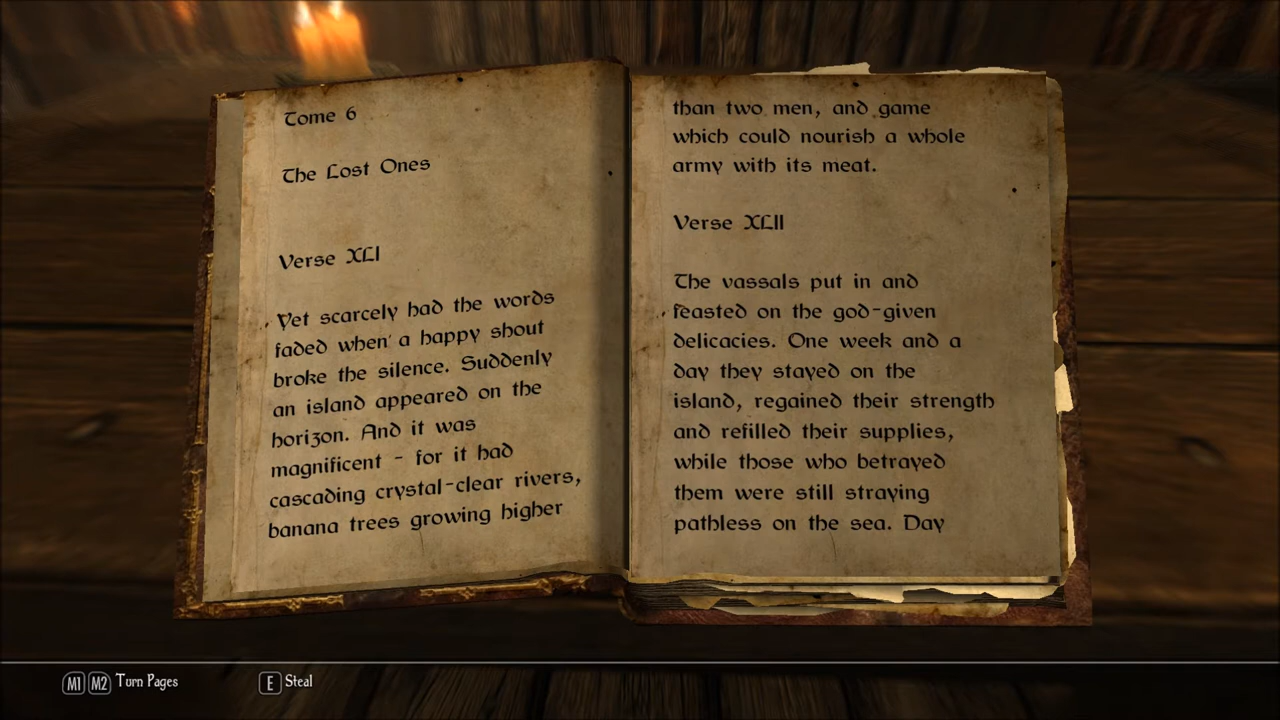 Tome 6
The Lost Ones
Verse XLI
Yet scarcely had the words
faded when a happy shout
broke the silence. Suddenly
an island appeared on the
horizon. And it was
magnificent - for it had
cascading crystal-clear rivers,
banana trees growing higher
than two men, and game
which could nourish a whole
army with its meat.
Verse XLII
The vassals put in and
feasted on the god-given
delicacies. One week and a
day they stayed on the
island, regained their strength
and refilled their supplies,
while those who betrayed
them were still straying
pathless on the sea. Day
M1 M2 Turn Pages
E Steal